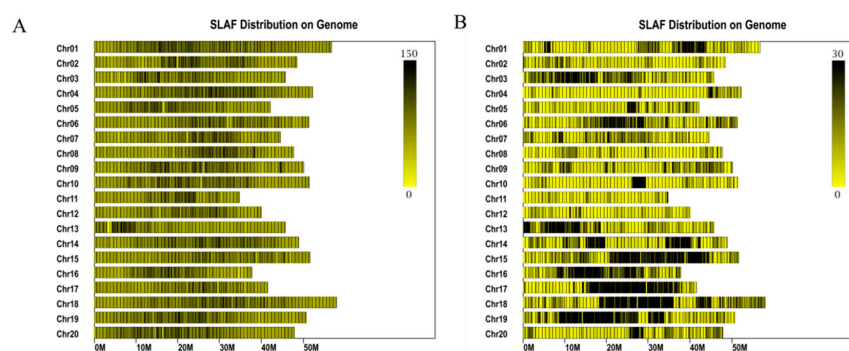 A
SLAF Distribution on Genome
Chr01
Chr02
Chr03
Chr04
Chr05
Chr06
Chr07
Chr08
Chr09
Chr10
Chr11
Chr12
Chr13
Chr14
Chr15
Chr16
Chr17
Chr18
Chr19
Chr20
150
0
0M
10M
20M
30M
40M
50M
B
SLAF Distribution on Genome
Chr01
Chr02
Chr03
Chr04
Chr05
Chr06
Chr07
Chr08
Chr09
Chr10
Chr11
Chr12
Chr13
Chr14
Chr15
Chr16
Chr17
Chr18
Chr19
Chr20
30
0
0M
10M
20M
30M
40M
50M